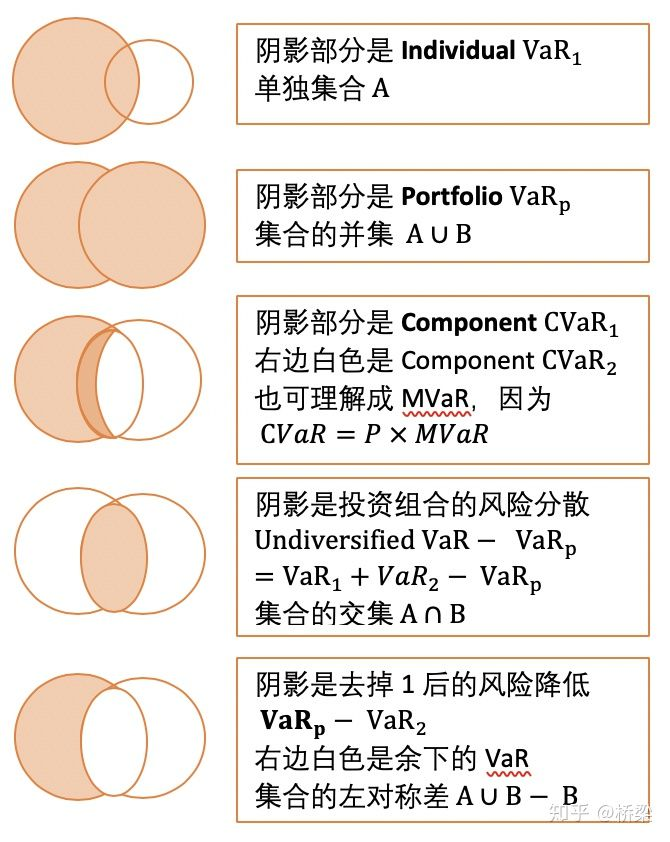 阴影部分是 Individual VaR₁
单独集合 A
阴影部分是 Portfolio VaRₚ
集合的并集 A ∪ B
阴影部分是 Component CVaR₁
右边白色是 Component CVaR₂
也可理解成 MVaR，因为
CVaR = P × MVaR
阴影是投资组合的风险分散
Undiversified VaR − VaRₚ
= VaR₁ + VaR₂ − VaRₚ
集合的交集 A ∩ B
阴影是去掉 1 后的风险降低
VaRₚ − VaR₂
右边白色是余下的 VaR
集合的左对称差 A ∪ B − B
知乎 @桥梁